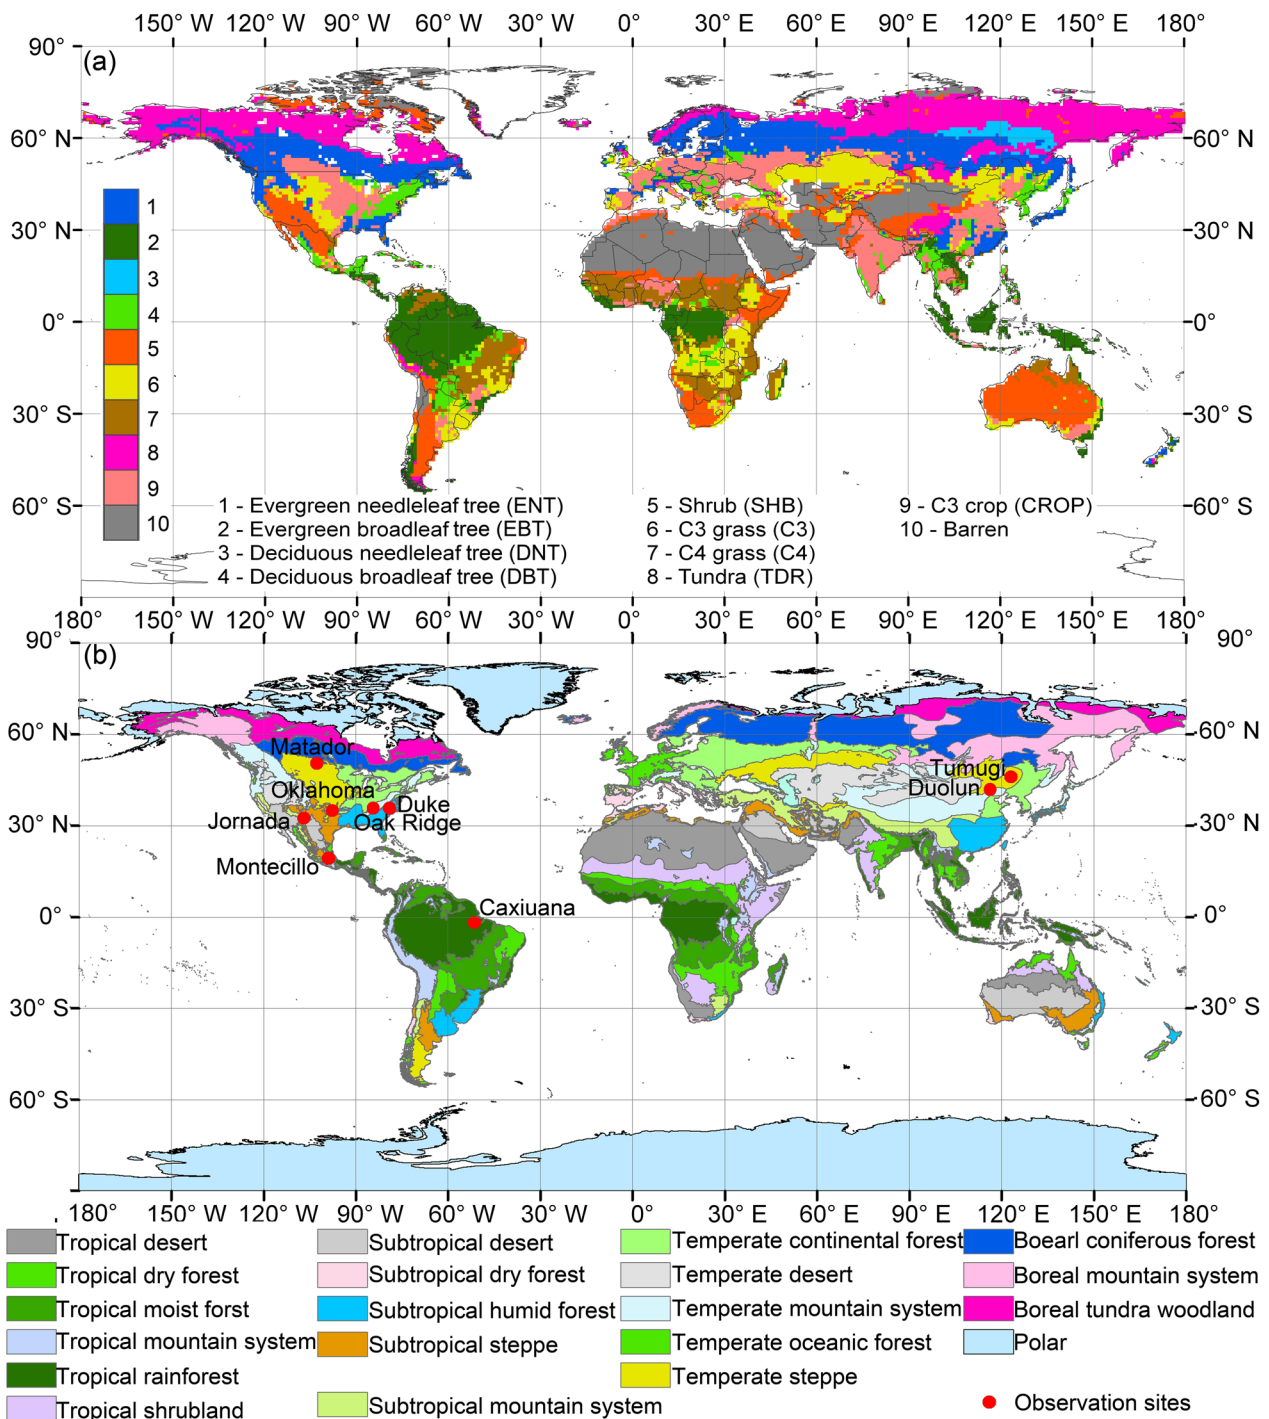 150° W 120° W 90° W 60° W 30° W 0° 30° E 60° E 90° E 120° E 150° E 180°
90°
(a)
60° N 60° N
30° N 30° N
0° 0°
30° S 30° S
60° S 60° S
1
2
3
4
5
6
7
8
9
10
1 - Evergreen needleleaf tree (ENT) 5 - Shrub (SHB) 9 - C3 crop (CROP)
2 - Evergreen broadleaf tree (EBT) 6 - C3 grass (C3) 10 - Barren
3 - Deciduous needleleaf tree (DNT) 7 - C4 grass (C4)
4 - Deciduous broadleaf tree (DBT) 8 - Tundra (TDR)
180° 150° W 120° W 90° W 60° W 30° W 0° 30° E 60° E 90° E 120° E 150° E 180°
90° 90°
(b)
60° N 60° N
Matador
Tumugi
Oklahoma Duolun
Duke
Jornada Oak Ridge
30° N 30° N
Montecillo
Caxiuana
0° 0°
30° S 30° S
60° S 60° S
180° 150° W 120° W 90° W 60° W 30° W 0° 30° E 60° E 90° E 120° E 150° E 180°
Tropical desert Subtropical desert Temperate continental forest Boearl coniferous forest
Tropical dry forest Subtropical dry forest Temperate desert Boreal mountain system
Tropical moist forst Subtropical humid forest Temperate mountain system Boreal tundra woodland
Tropical mountain system Subtropical steppe Temperate oceanic forest Polar
Tropical rainforest Temperate steppe
Tropical shrubland Subtropical mountain system Observation sites